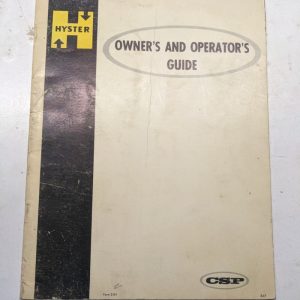 HYSTER
OWNER'S AND OPERATOR'S
GUIDE
CSP